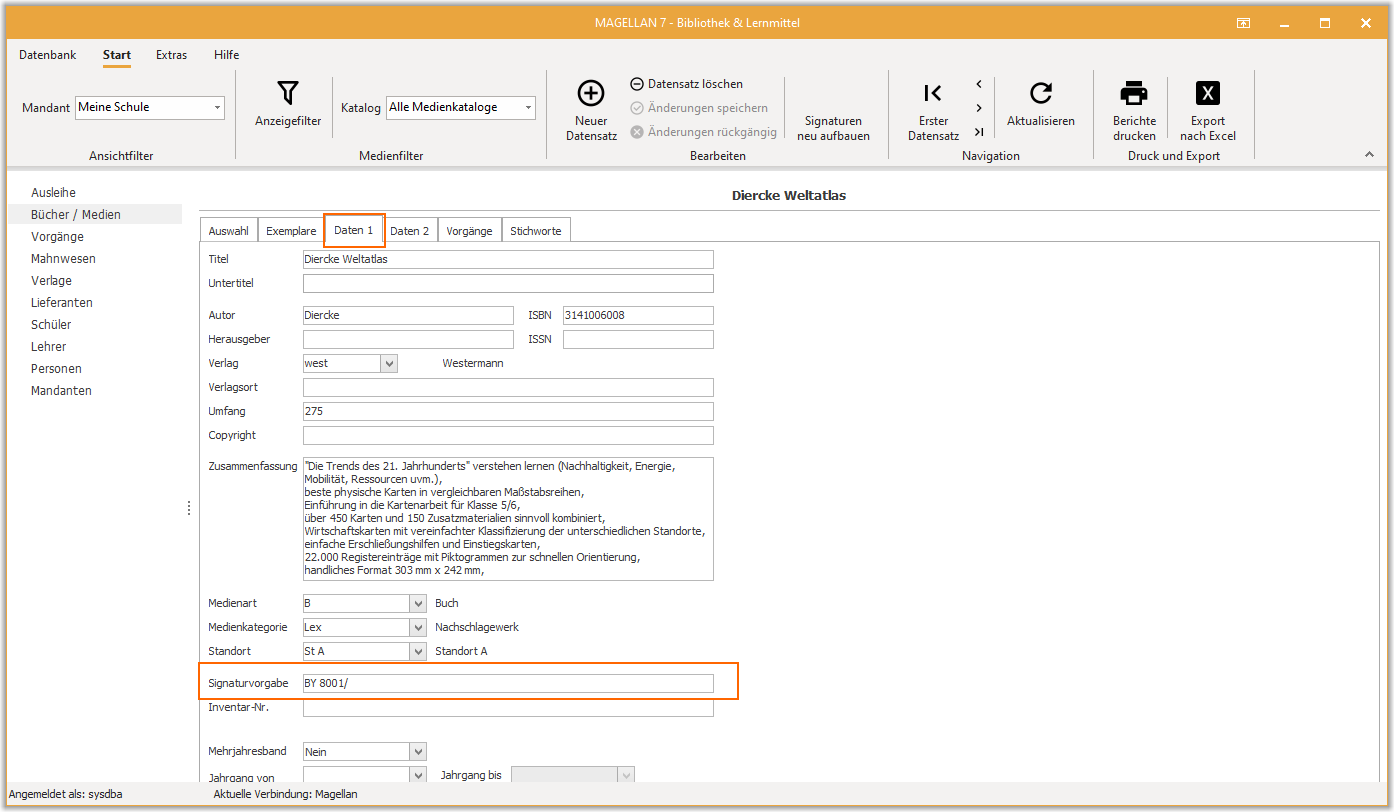 MAGELLAN 7 - Bibliothek & Lernmittel
Datenbank Start Extras Hilfe
Mandant Meine Schule
Ansichtfilter
Anzeigefilter
Katalog Alle Medienkataloge
Medienfilter
Neuer
Datensatz
Datensatz löschen
Änderungen speichern
Änderungen rückgängig
Signaturen
neu aufbauen
Bearbeiten
Erster
Datensatz
Aktualisieren
Navigation
Berichte
drucken
X
Export
nach Excel
Druck und Export
Ausleihe
Bücher / Medien
Vorgänge
Mahnwesen
Verlage
Lieferanten
Schüler
Lehrer
Personen
Mandanten
Diercke Weltatlas
Auswahl Exemplare Daten 1 Daten 2 Vorgänge Stichworte
Titel Diercke Weltatlas
Untertitel
Autor Diercke ISBN 3141006008
Herausgeber ISSN
Verlag west Westermann
Verlagsort
Umfang 275
Copyright
Zusammenfassung "Die Trends des 21. Jahrhunderts" verstehen lernen (Nachhaltigkeit, Energie,
Mobilität, Ressourcen uvm.),
beste physische Karten in vergleichbaren Maßstabsreihen,
Einführung in die Kartenarbeit für Klasse 5/6,
über 450 Karten und 150 Zusatzmaterialien sinnvoll kombiniert,
Wirtschaftskarten mit vereinfachter Klassifizierung der unterschiedlichen Standorte,
einfache Erschließungshilfen und Einstiegskarten,
22.000 Registereinträge mit Piktogrammen zur schnellen Orientierung,
handliches Format 303 mm x 242 mm,
Medienart B Buch
Medienkategorie Lex Nachschlagewerk
Standort St A Standort A
Signaturvorgabe BY 8001/
Inventar-Nr.
Mehrjahresband Nein
Jahrgang von Jahrgang bis
Angemeldet als: sysdba Aktuelle Verbindung: Magellan